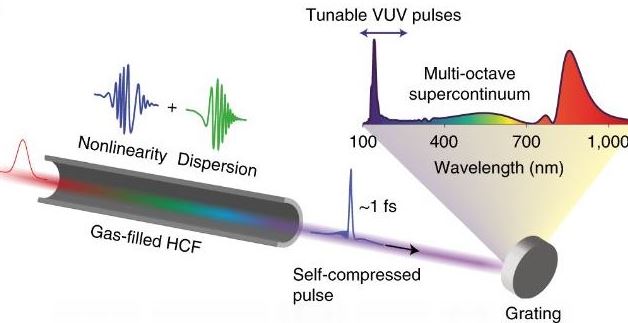 Tunable VUV pulses
Multi-octave
supercontinuum
Nonlinearity
+
Dispersion
100
400
700
1,000
Wavelength (nm)
Gas-filled HCF
~1 fs
Self-compressed
pulse
Grating